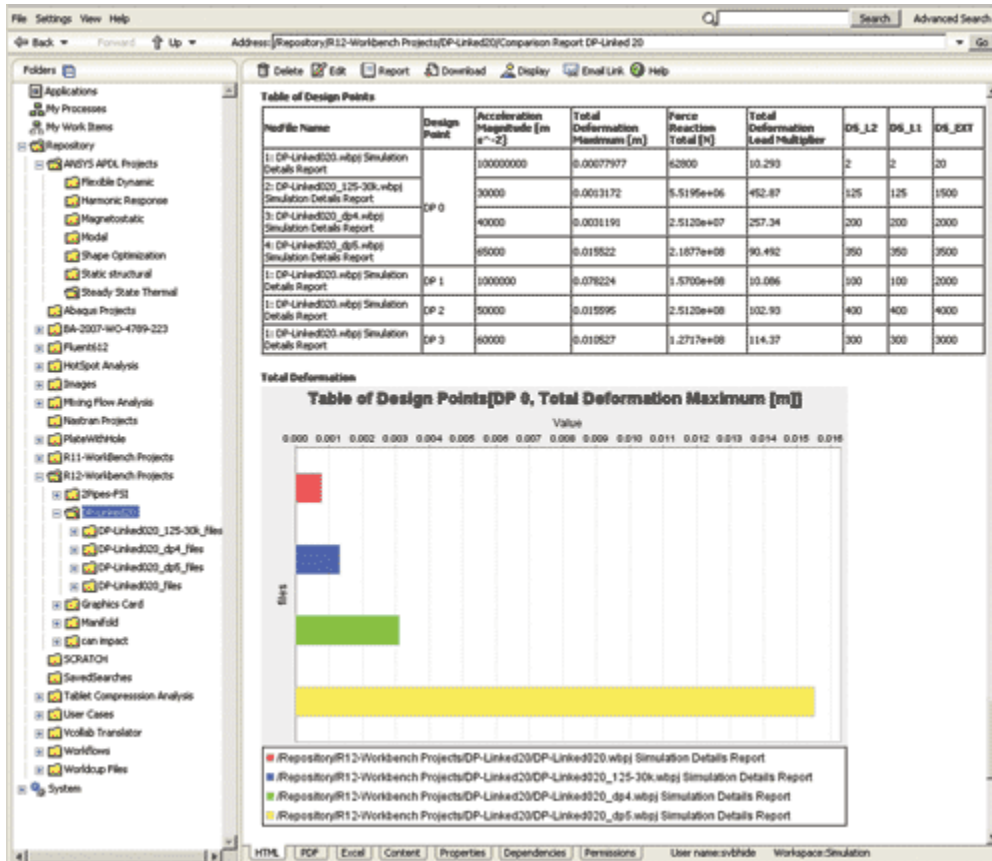 File Settings View Help
Search Advanced Search
Back Forward Up Address: /Repository/R12-Workbench Projects/DP-Linked20/Comparison Report DP-Linked 20 Go
Folders
Delete Edit Report Download Display Email Link Help
Applications
My Processes
My Work Items
Repository
ANSYS APDL Projects
Flexible Dynamic
Harmonic Response
Magnetostatic
Modal
Shape Optimization
Static structural
Steady State Thermal
Abaqus Projects
BA-2007-WO-4789-223
Fluent612
HotSpot Analysis
Images
Mixing Flow Analysis
Nastran Projects
PlateWithHole
R11-WorkBench Projects
R12-Workbench Projects
2Pipes-FSI
DP-Linked20
DP-Linked020_125-30k_files
DP-Linked020_dp4_files
DP-Linked020_dp5_files
DP-Linked020_files
Graphics Card
Manifold
can impact
SCRATCH
SavedSearches
Tablet Compresssion Analysis
User Cases
Vcollab Translator
Workflows
Worldcup Files
System
Table of Design Points
Design Point
Acceleration Magnitude [m s^-2]
Total Deformation Maximum [m]
Force Reaction Total [N]
Total Deformation Load Multiplier
DS_L2 DS_L1 DS_EXT
1: DP-Linked020.wbpj Simulation Details Report 100000000 0.00077977 62800 10.293 2 2 20
2: DP-Linked020_125-30k.wbpj Simulation Details Report DP 0 30000 0.0013172 5.5195e+06 452.87 125 125 1500
3: DP-Linked020_dp4.wbpj Simulation Details Report 40000 0.0031191 2.5120e+07 257.34 200 200 2000
4: DP-Linked020_dp5.wbpj Simulation Details Report 65000 0.015522 2.1877e+08 90.492 350 350 3500
1: DP-Linked020.wbpj Simulation Details Report DP 1 1000000 0.078224 1.5700e+08 10.086 100 100 2000
1: DP-Linked020.wbpj Simulation Details Report DP 2 50000 0.015595 2.5120e+08 102.93 400 400 4000
1: DP-Linked020.wbpj Simulation Details Report DP 3 60000 0.010527 1.2717e+08 114.37 300 300 3000
Total Deformation
Table of Design Points[DP 0, Total Deformation Maximum [m]]
Value
0.000 0.001 0.002 0.003 0.004 0.005 0.006 0.007 0.008 0.009 0.010 0.011 0.012 0.013 0.014 0.015 0.016
files
/Repository/R12-Workbench Projects/DP-Linked20/DP-Linked020.wbpj Simulation Details Report
/Repository/R12-Workbench Projects/DP-Linked20/DP-Linked020_125-30k.wbpj Simulation Details Report
/Repository/R12-Workbench Projects/DP-Linked20/DP-Linked020_dp4.wbpj Simulation Details Report
/Repository/R12-Workbench Projects/DP-Linked20/DP-Linked020_dp5.wbpj Simulation Details Report
HTML PDF Excel Content Properties Dependencies Permissions User name:svbhide Workspace:Simulation